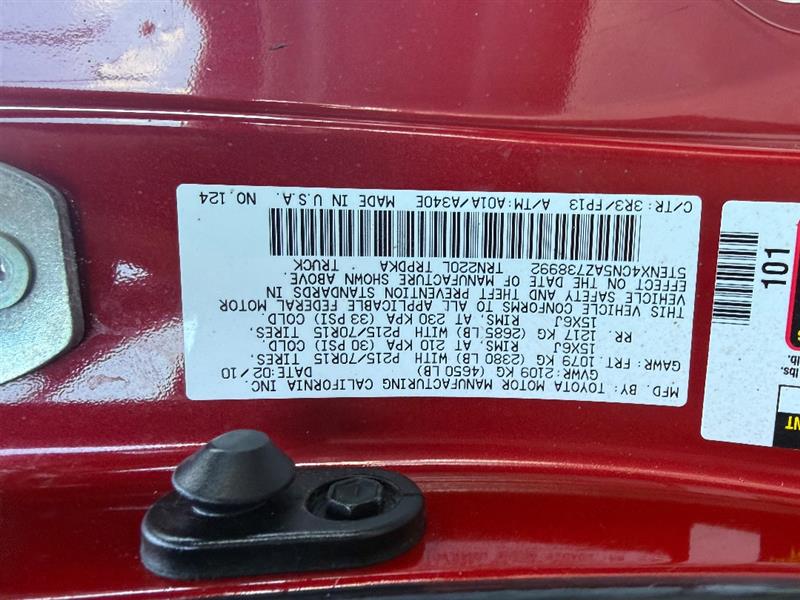 MFD. BY: TOYOTA MOTOR MANUFACTURING CALIFORNIA INC.
GVWR: 2109 KG (4650 LB) DATE: 02/10
GAWR: FRT. 1079 KG (2380 LB) WITH P215/70R15 TIRES.
15X6J RIMS. AT 210 KPA (30 PSI) COLD
RR. 1217 KG (2685 LB) WITH P215/70R15 TIRES.
15X6J RIMS. AT 230 KPA (33 PSI) COLD
THIS VEHICLE CONFORMS TO ALL APPLICABLE FEDERAL MOTOR
VEHICLE SAFETY AND THEFT PREVENTION STANDARDS IN
EFFECT ON THE DATE OF MANUFACTURE SHOWN ABOVE.
5TENX4CN5AZ738992 TRN220L TRPDKA TRUCK
C/TR: 3R3/FP13 A/TM: A01A/A340E MADE IN U.S.A. NO. 124
101
lbs.
lbs.